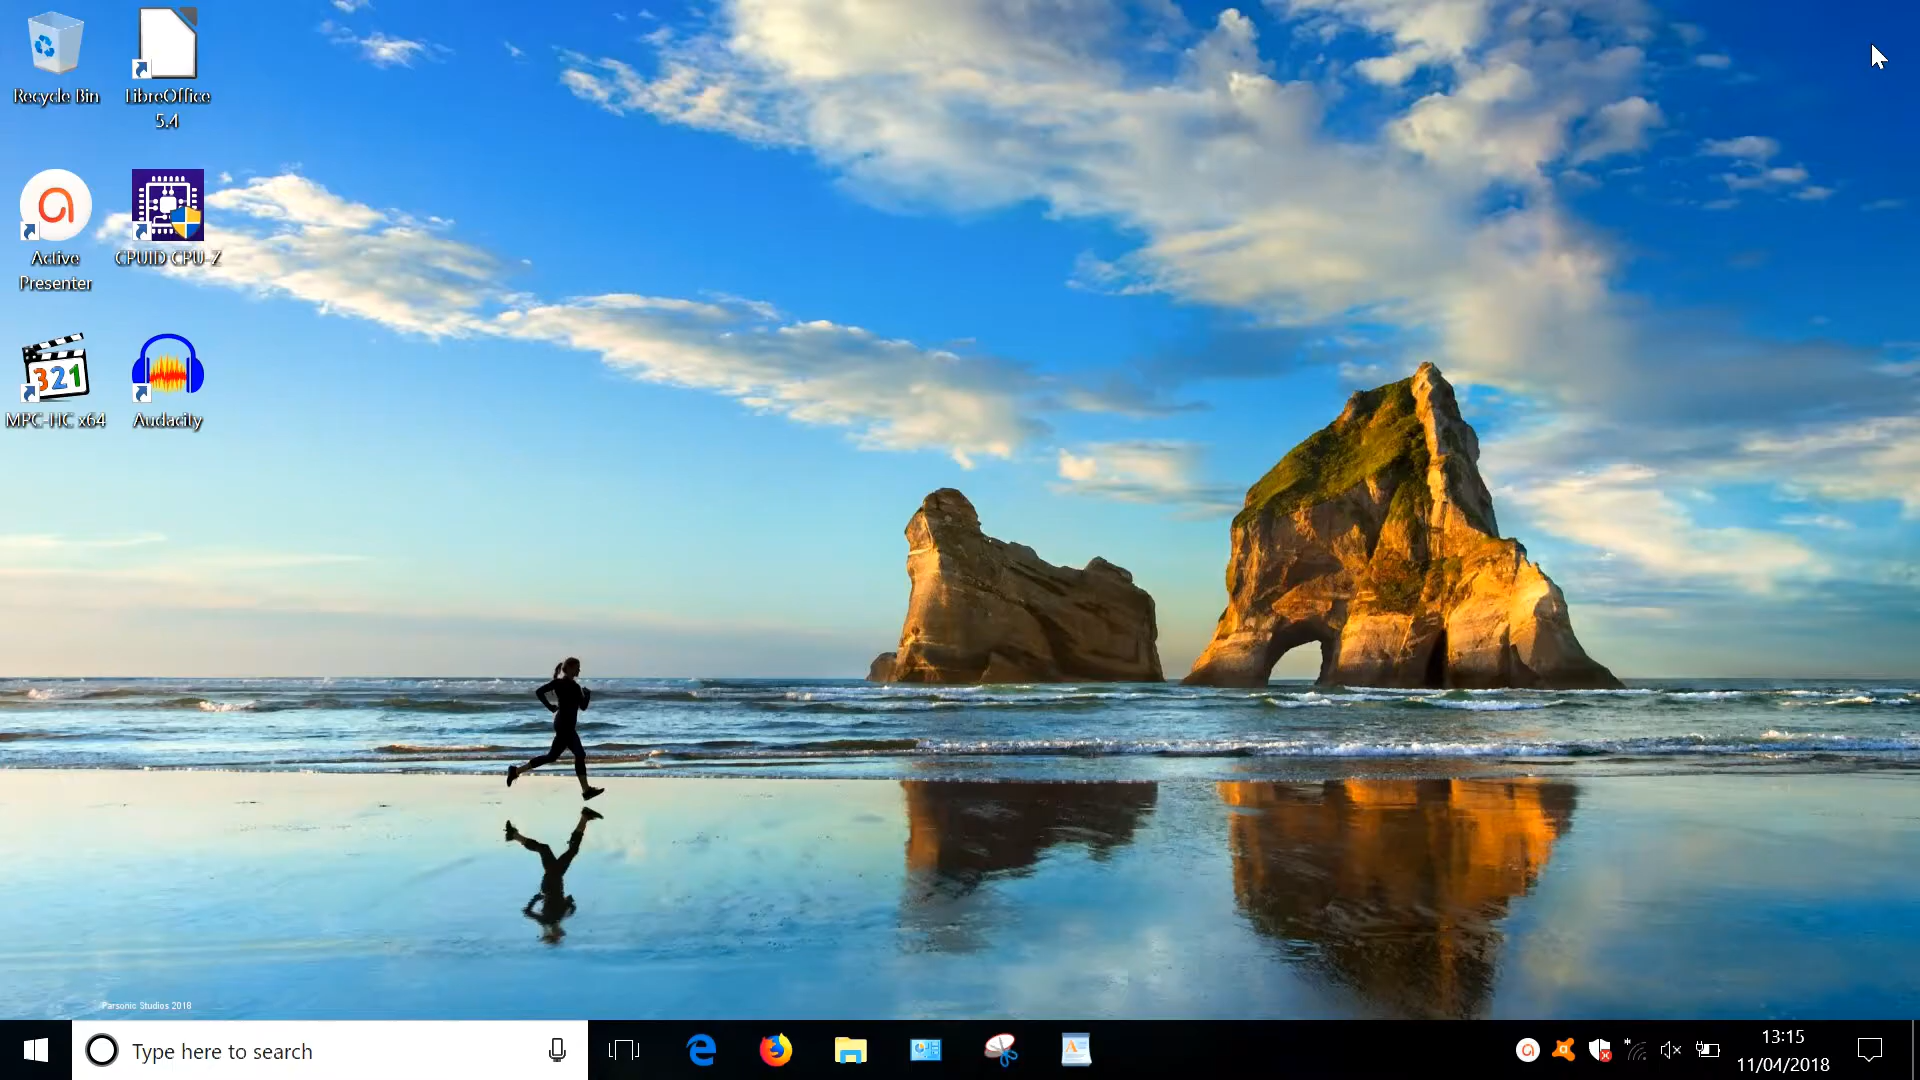 Recycle Bin
LibreOffice
5.4
Active
Presenter
CPUID CPU-Z
MPC-HC x64
321
Audacity
Parsonic Studios 2018
Type here to search
13:15
11/04/2018